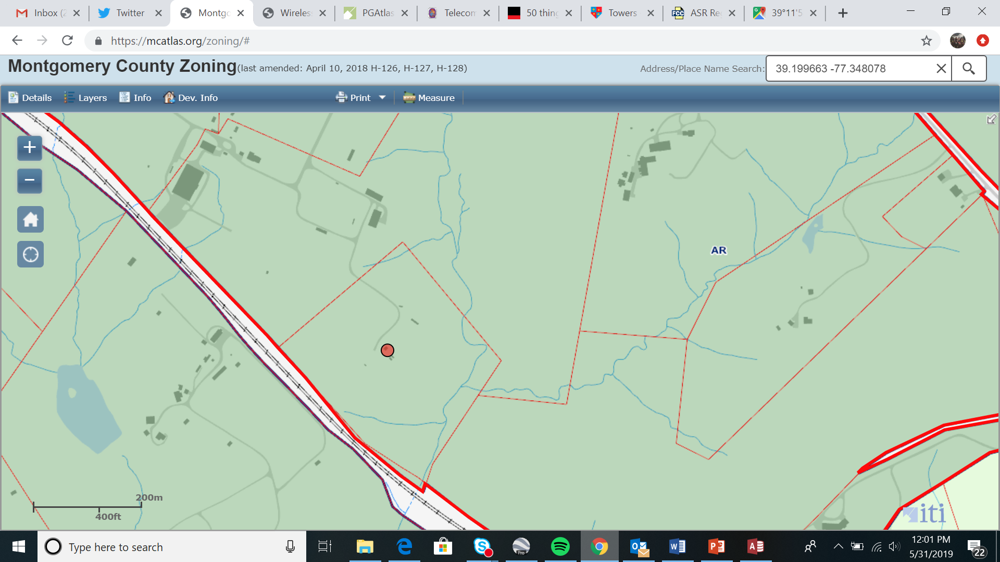 Inbox (2
Twitter
Montgo
Wireles
PGAtlas
Telecom
50 thing
Towers
FCC
ASR Re
39°11'5
https://mcatlas.org/zoning/#
Montgomery County Zoning (last amended: April 10, 2018 H-126, H-127, H-128)
Address/Place Name Search:
39.199663 -77.348078
Details
Layers
Info
Dev. Info
Print
Measure
AR
200m
400ft
iti
Type here to search
Pro
12:01 PM
5/31/2019
22